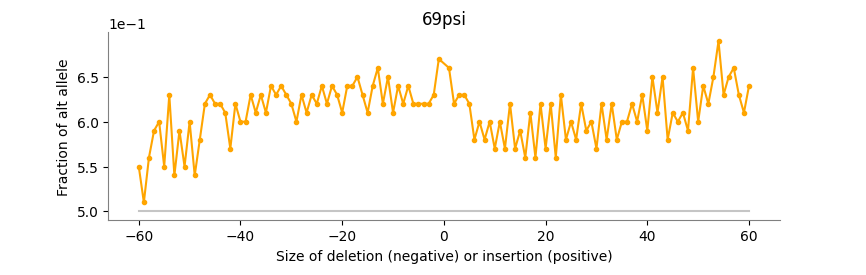 69psi
1e−1
Fraction of alt allele
6.5
6.0
5.5
5.0
−60
−40
−20
0
20
40
60
Size of deletion (negative) or insertion (positive)